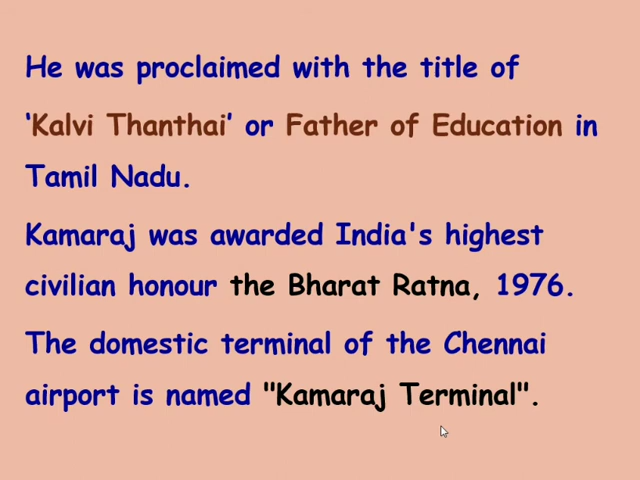 He was proclaimed with the title of
‘Kalvi Thanthai’ or Father of Education in
Tamil Nadu.
Kamaraj was awarded India's highest
civilian honour the Bharat Ratna, 1976.
The domestic terminal of the Chennai
airport is named "Kamaraj Terminal".